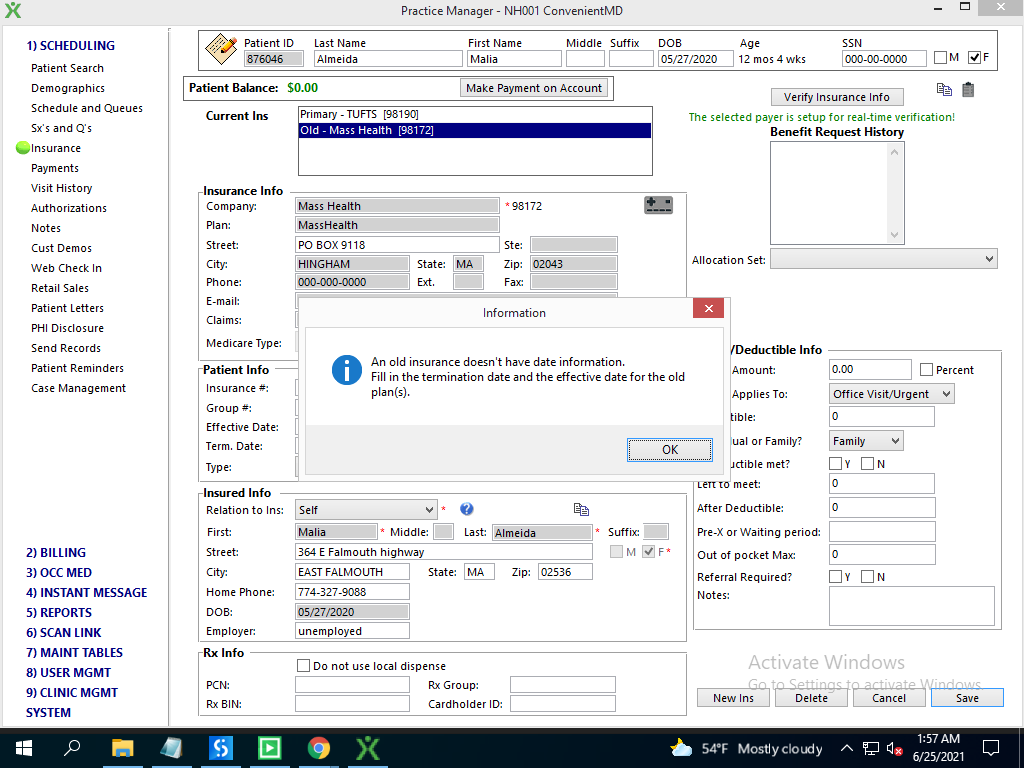 Practice Manager - NH001 ConvenientMD
1) SCHEDULING
Patient Search
Demographics
Schedule and Queues
Sx's and Q's
Insurance
Payments
Visit History
Authorizations
Notes
Cust Demos
Web Check In
Retail Sales
Patient Letters
PHI Disclosure
Send Records
Patient Reminders
Case Management
2) BILLING
3) OCC MED
4) INSTANT MESSAGE
5) REPORTS
6) SCAN LINK
7) MAINT TABLES
8) USER MGMT
9) CLINIC MGMT
SYSTEM
Patient ID Last Name First Name Middle Suffix DOB Age SSN
876046 Almeida Malia 05/27/2020 12 mos 4 wks 000-00-0000 M F
Patient Balance: $0.00 Make Payment on Account
Current Ins
Primary - TUFTS [98190]
Old - Mass Health [98172]
Verify Insurance Info
The selected payer is setup for real-time verification!
Benefit Request History
Allocation Set:
Insurance Info
Company: Mass Health * 98172
Plan: MassHealth
Street: PO BOX 9118 Ste:
City: HINGHAM State: MA Zip: 02043
Phone: 000-000-0000 Ext. Fax:
E-mail:
Claims:
Medicare Type:
Patient Info
Insurance #:
Group #:
Effective Date:
Term. Date:
Type:
Information
An old insurance doesn't have date information.
Fill in the termination date and the effective date for the old
plan(s).
OK
/Deductible Info
Amount: 0.00 Percent
Applies To: Office Visit/Urgent
tible: 0
ual or Family? Family
uctible met? Y N
Left to meet: 0
After Deductible: 0
Pre-X or Waiting period:
Out of pocket Max: 0
Referral Required? Y N
Notes:
Insured Info
Relation to Ins: Self *
First: Malia * Middle: Last: Almeida * Suffix:
Street: 364 E Falmouth highway M F *
City: EAST FALMOUTH State: MA Zip: 02536
Home Phone: 774-327-9088
DOB: 05/27/2020
Employer: unemployed
Rx Info
Do not use local dispense
PCN: Rx Group:
Rx BIN: Cardholder ID:
Activate Windows
Go to Settings to activate Windows.
New Ins Delete Cancel Save
54°F Mostly cloudy
1:57 AM
6/25/2021